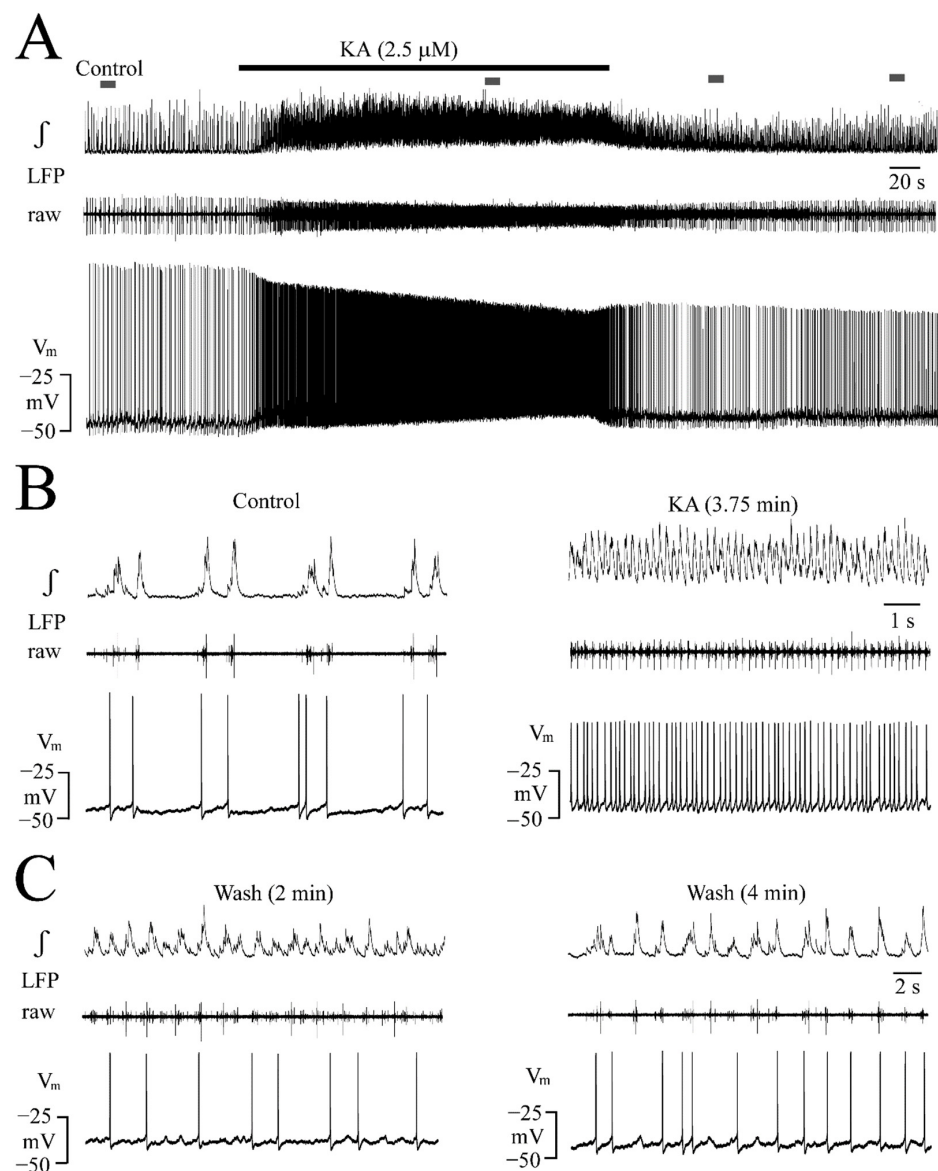 A
KA (2.5 μM)
Control
∫
20 s
LFP
raw
Vm
−25
mV
−50
B
Control
KA (3.75 min)
∫
1 s
LFP
raw
Vm
Vm
−25
−25
mV
mV
−50
−50
C
Wash (2 min)
Wash (4 min)
∫
LFP
2 s
raw
Vm
Vm
−25
−25
mV
mV
−50
−50